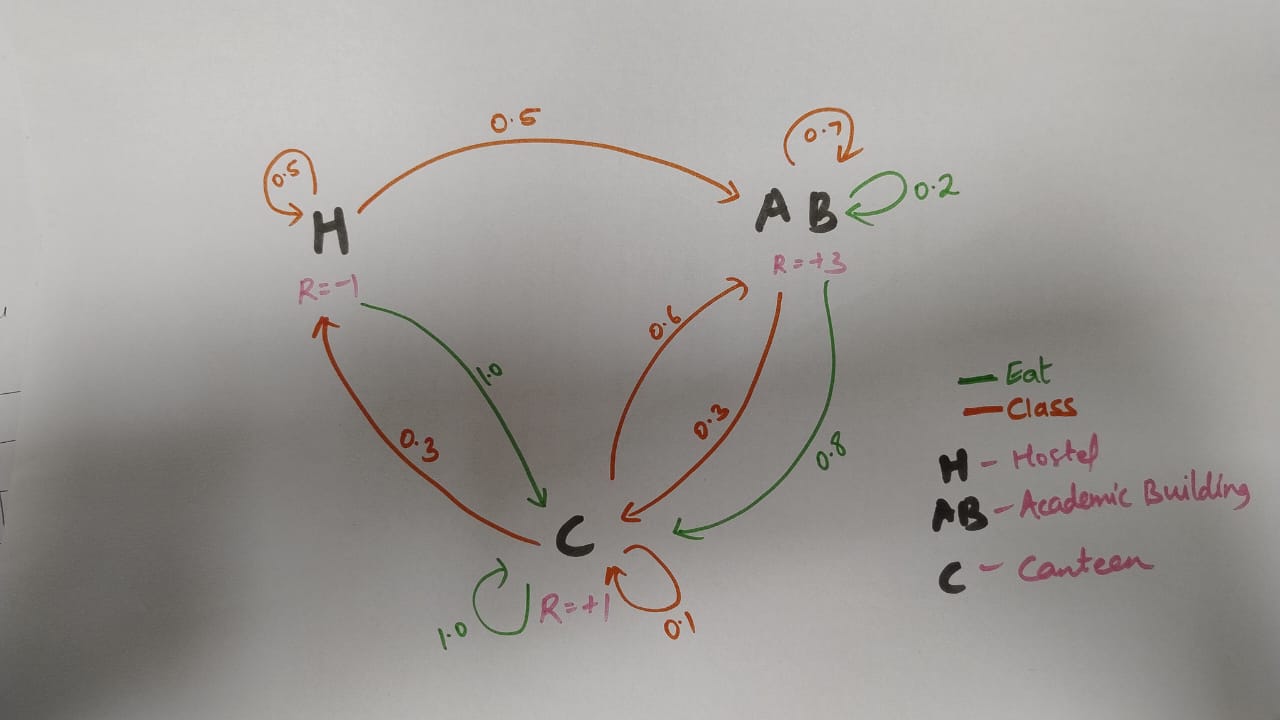 0.5
0.5
0.7
H
A B
0.2
R=-1
R=+3
0.6
1.0
0.3
0.3
0.8
C
R=+1
1.0
0.1
Eat
Class
H - Hostel
AB - Academic Building
C - Canteen